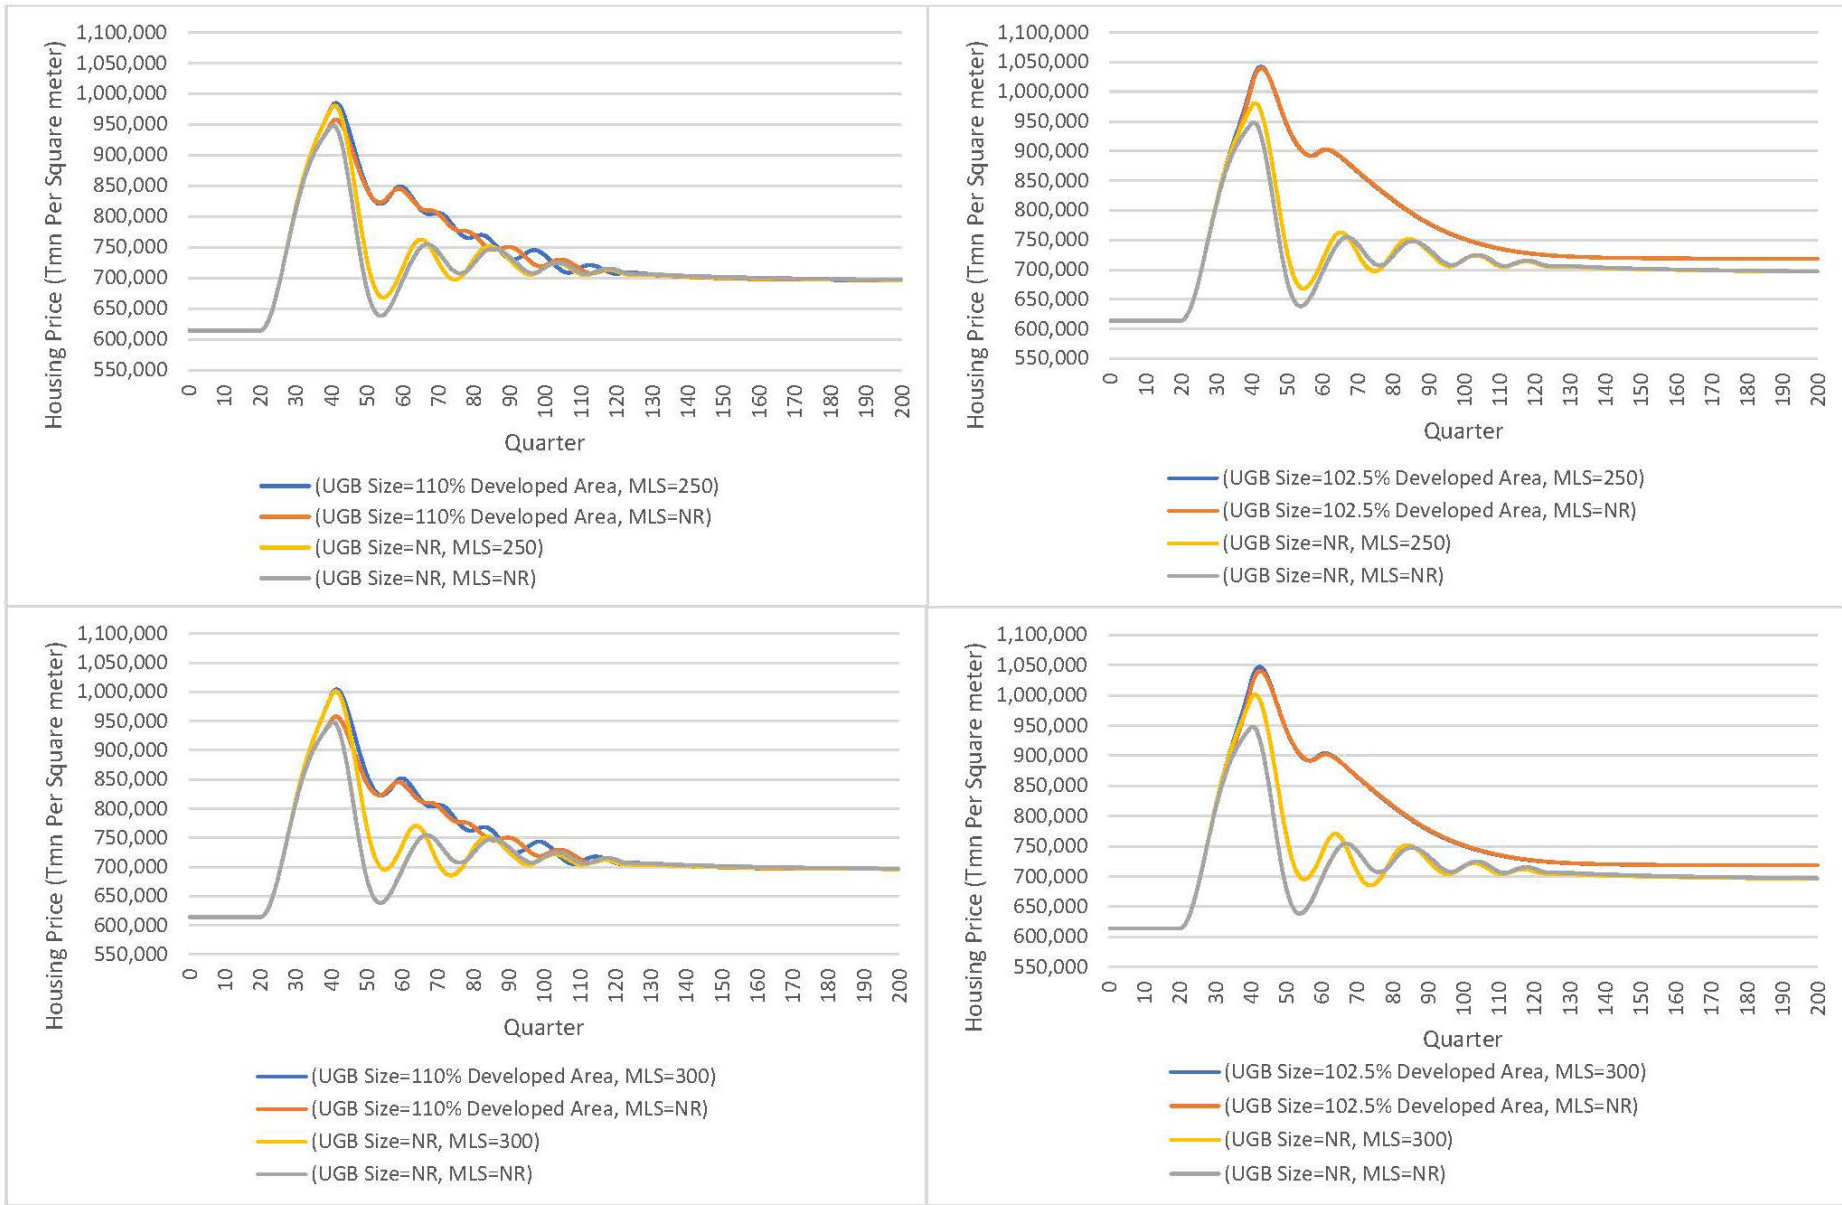 Housing Price (Tmn Per Square meter)
1,100,000
1,050,000
1,000,000
950,000
900,000
850,000
800,000
750,000
700,000
650,000
600,000
550,000
0 10 20 30 40 50 60 70 80 90 100 110 120 130 140 150 160 170 180 190 200
Quarter
(UGB Size=110% Developed Area, MLS=250)
(UGB Size=110% Developed Area, MLS=NR)
(UGB Size=NR, MLS=250)
(UGB Size=NR, MLS=NR)
Housing Price (Tmn Per Square meter)
1,100,000
1,050,000
1,000,000
950,000
900,000
850,000
800,000
750,000
700,000
650,000
600,000
550,000
0 10 20 30 40 50 60 70 80 90 100 110 120 130 140 150 160 170 180 190 200
Quarter
(UGB Size=102.5% Developed Area, MLS=250)
(UGB Size=102.5% Developed Area, MLS=NR)
(UGB Size=NR, MLS=250)
(UGB Size=NR, MLS=NR)
Housing Price (Tmn Per Square meter)
1,100,000
1,050,000
1,000,000
950,000
900,000
850,000
800,000
750,000
700,000
650,000
600,000
550,000
0 10 20 30 40 50 60 70 80 90 100 110 120 130 140 150 160 170 180 190 200
Quarter
(UGB Size=110% Developed Area, MLS=300)
(UGB Size=110% Developed Area, MLS=NR)
(UGB Size=NR, MLS=300)
(UGB Size=NR, MLS=NR)
Housing Price (Tmn Per Square meter)
1,100,000
1,050,000
1,000,000
950,000
900,000
850,000
800,000
750,000
700,000
650,000
600,000
550,000
0 10 20 30 40 50 60 70 80 90 100 110 120 130 140 150 160 170 180 190 200
Quarter
(UGB Size=102.5% Developed Area, MLS=300)
(UGB Size=102.5% Developed Area, MLS=NR)
(UGB Size=NR, MLS=300)
(UGB Size=NR, MLS=NR)